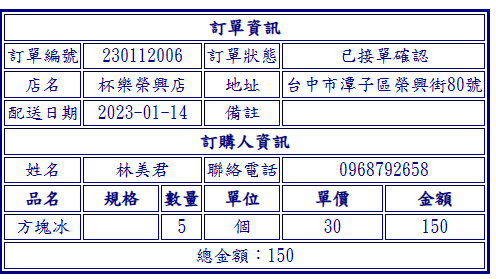 訂單資訊
訂單編號 230112006 訂單狀態 已接單確認
店名 杯樂榮興店 地址 台中市潭子區榮興街80號
配送日期 2023-01-14 備註
訂購人資訊
姓名 林美君 聯絡電話 0968792658
品名 規格 數量 單位 單價 金額
方塊冰 5 個 30 150
總金額：150